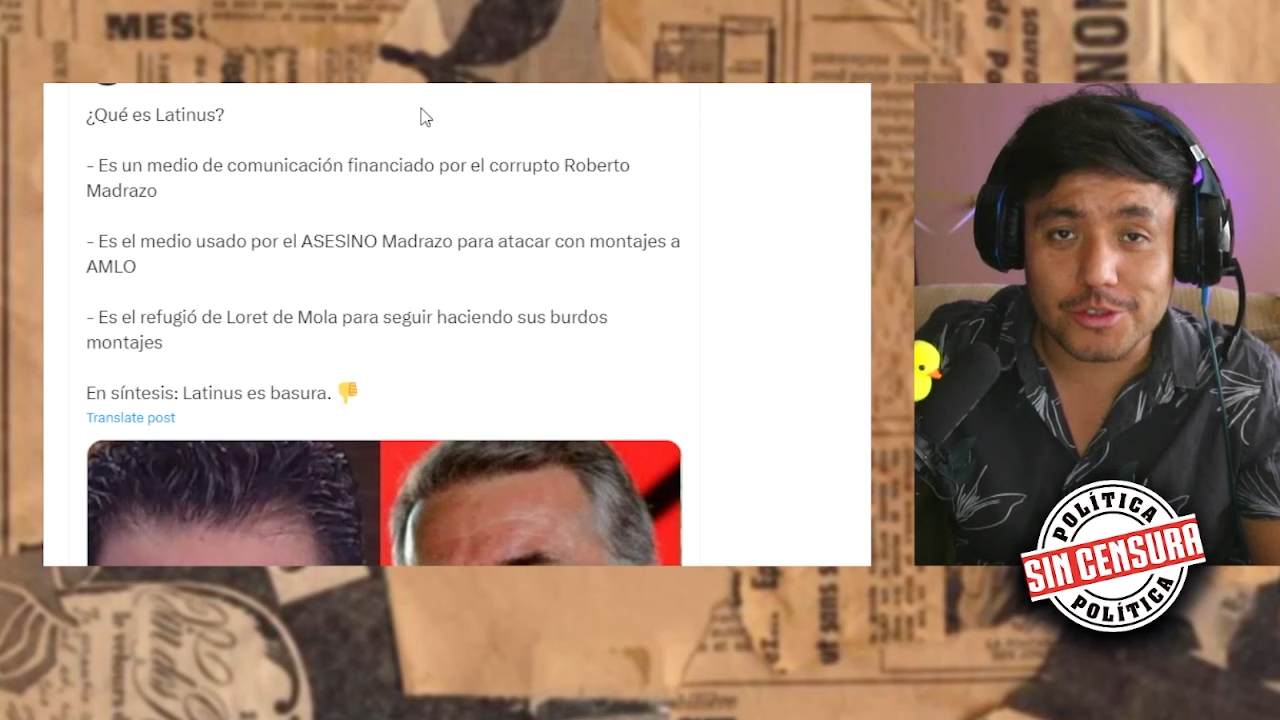 MES
¿Qué es Latinus?
- Es un medio de comunicación financiado por el corrupto Roberto
Madrazo
- Es el medio usado por el ASESINO Madrazo para atacar con montajes a
AMLO
- Es el refugió de Loret de Mola para seguir haciendo sus burdos
montajes
En síntesis: Latinus es basura. 👎
Translate post
POLÍTICA
SIN CENSURA
POLÍTICA